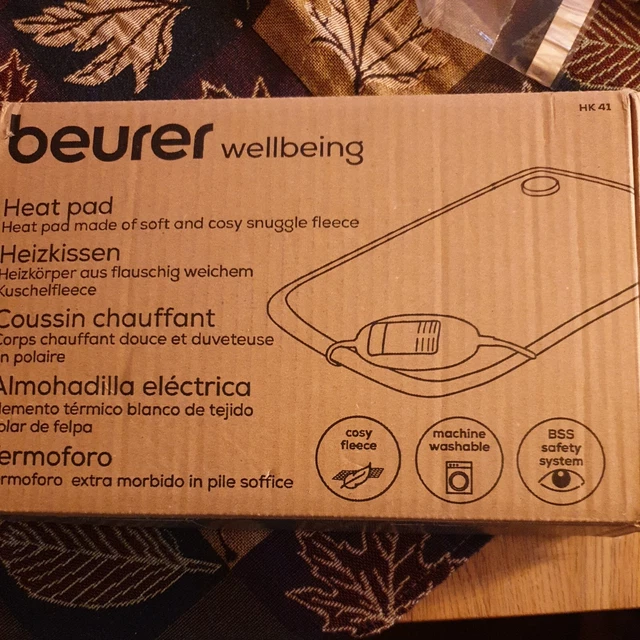 HK 41
beurer wellbeing
Heat pad
Heat pad made of soft and cosy snuggle fleece
Heizkissen
Heizkörper aus flauschig weichem
Kuschelfleece
Coussin chauffant
Corps chauffant douce et duveteuse
en polaire
Almohadilla eléctrica
lemento térmico blanco de tejido
olar de felpa
ermoforo
ermoforo extra morbido in pile soffice
cosy
fleece
machine
washable
BSS
safety
system